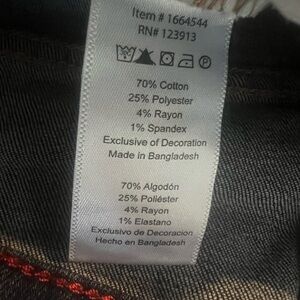 Item # 1664544
RN# 123913
70% Cotton
25% Polyester
4% Rayon
1% Spandex
Exclusive of Decoration
Made in Bangladesh
70% Algodón
25% Poliéster
4% Rayon
1% Elastano
Exclusivo de Decoracion
Hecho en Bangladesh